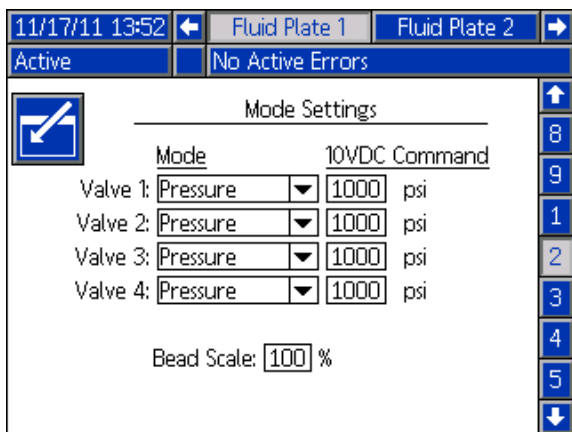 11/17/11 13:52 Fluid Plate 1 Fluid Plate 2
Active No Active Errors
Mode Settings
Mode 10VDC Command
Valve 1: Pressure 1000 psi
Valve 2: Pressure 1000 psi
Valve 3: Pressure 1000 psi
Valve 4: Pressure 1000 psi
Bead Scale: 100 %
8
9
1
2
3
4
5